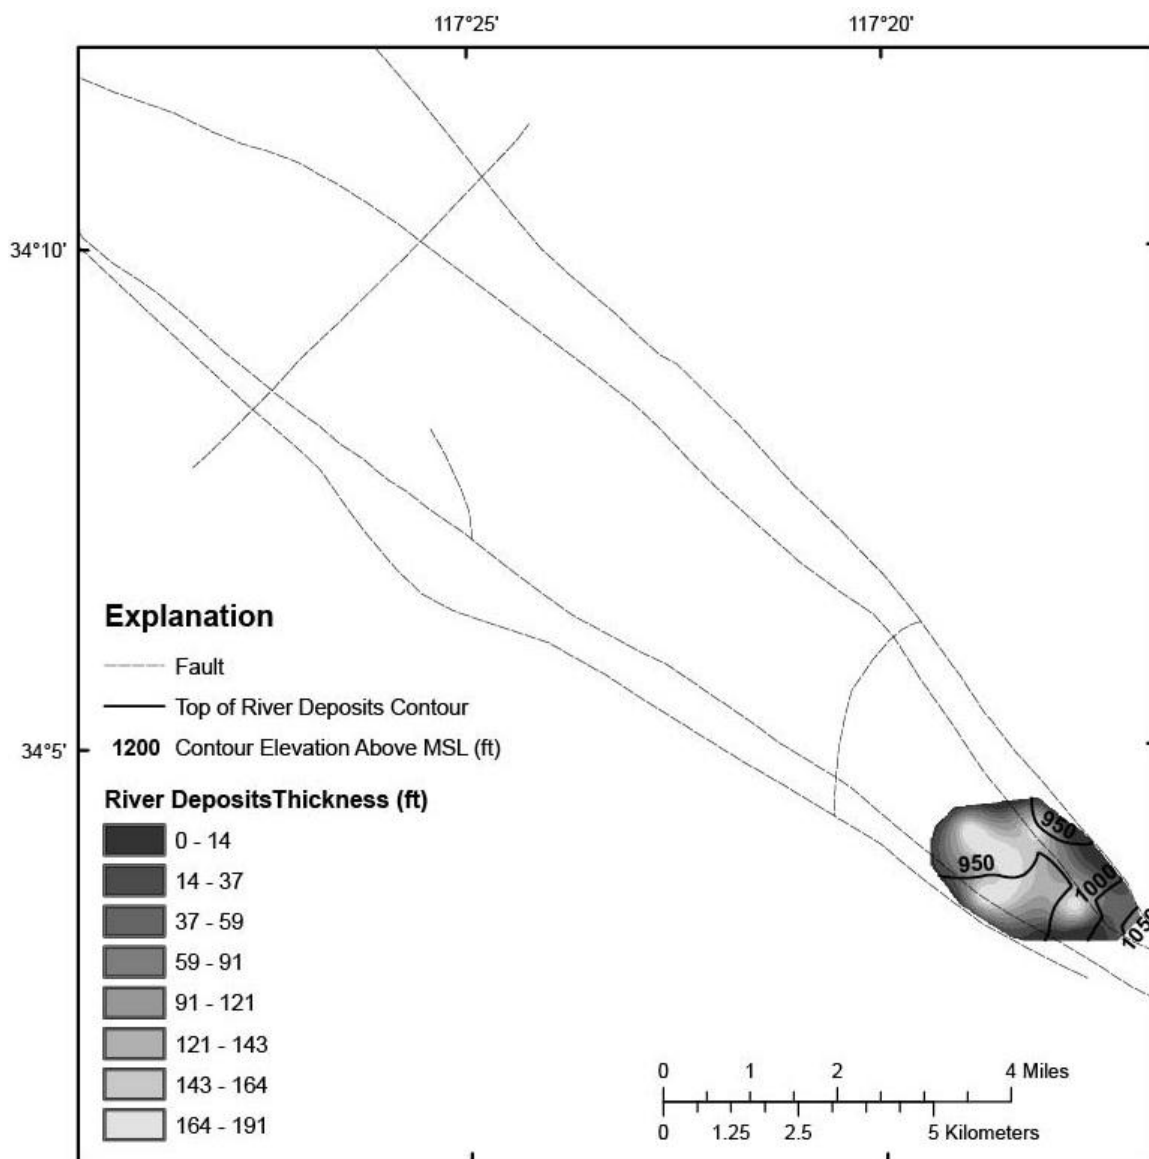 117°25' 117°20'
34°10'
Explanation
Fault
Top of River Deposits Contour
34°5'
1200 Contour Elevation Above MSL (ft)
River DepositsThickness (ft)
0 - 14
14 - 37
37 - 59
59 - 91
91 - 121
121 - 143
143 - 164
164 - 191
950
950
1000
1050
0 1 2 4 Miles
0 1.25 2.5 5 Kilometers